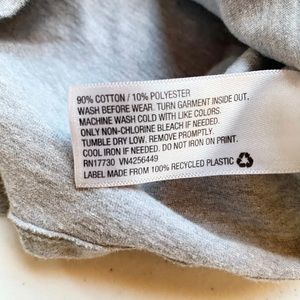 90% COTTON / 10% POLYESTER
WASH BEFORE WEAR. TURN GARMENT INSIDE OUT.
MACHINE WASH COLD WITH LIKE COLORS.
ONLY NON-CHLORINE BLEACH IF NEEDED.
TUMBLE DRY LOW. REMOVE PROMPTLY.
COOL IRON IF NEEDED. DO NOT IRON ON PRINT.
RN17730 VN4256449
LABEL MADE FROM 100% RECYCLED PLASTIC